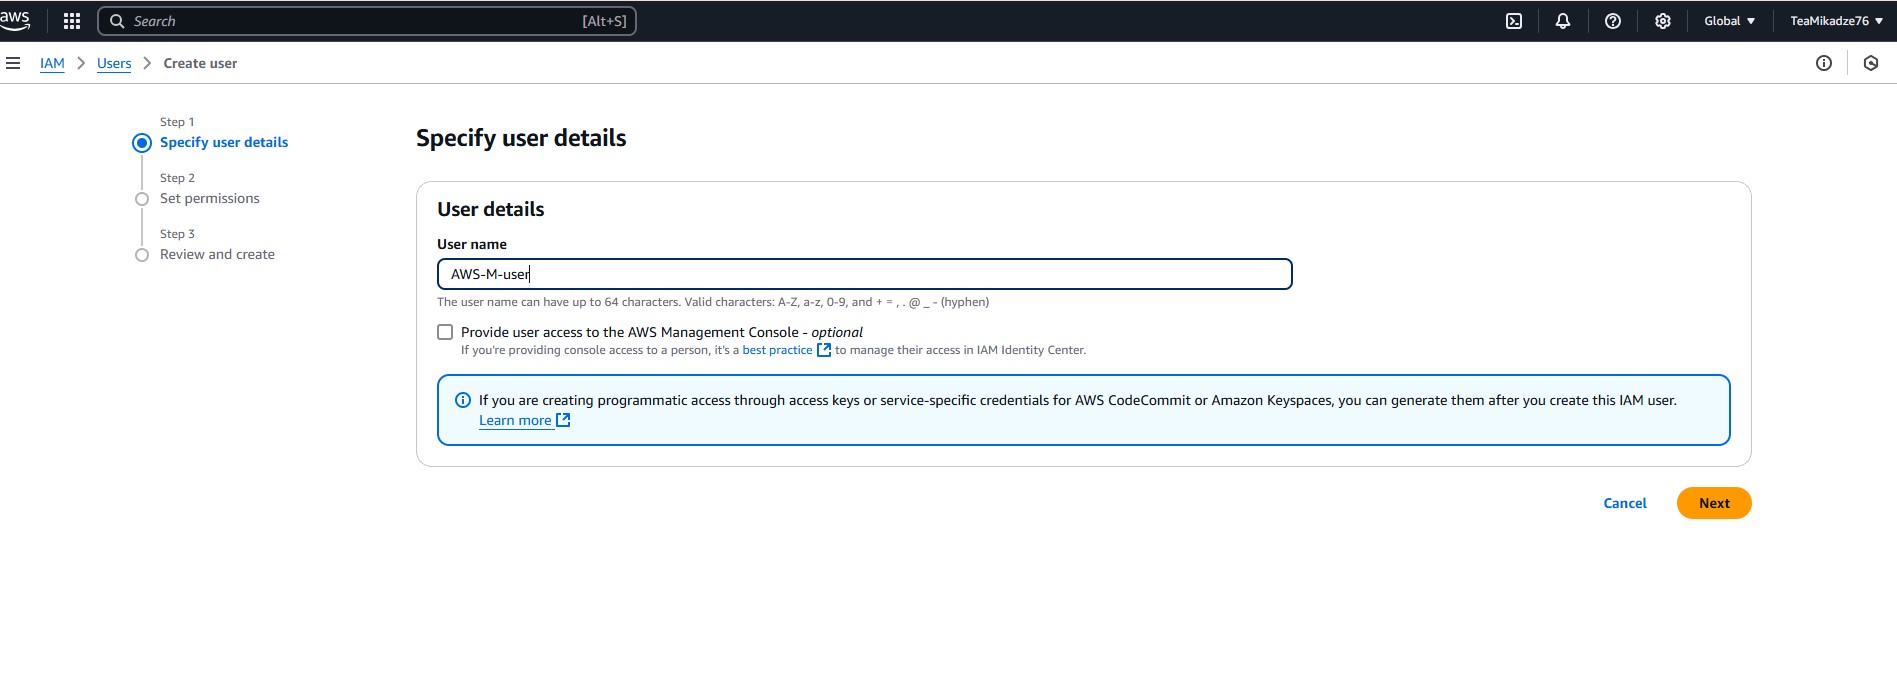 aws
Search [Alt+S] Global TeaMikadze76
IAM Users Create user
Step 1
Specify user details
Step 2
Set permissions
Step 3
Review and create
Specify user details
User details
User name
AWS-M-user
The user name can have up to 64 characters. Valid characters: A-Z, a-z, 0-9, and + = , . @ _ - (hyphen)
Provide user access to the AWS Management Console - optional
If you're providing console access to a person, it's a best practice to manage their access in IAM Identity Center.
If you are creating programmatic access through access keys or service-specific credentials for AWS CodeCommit or Amazon Keyspaces, you can generate them after you create this IAM user.
Learn more
Cancel Next